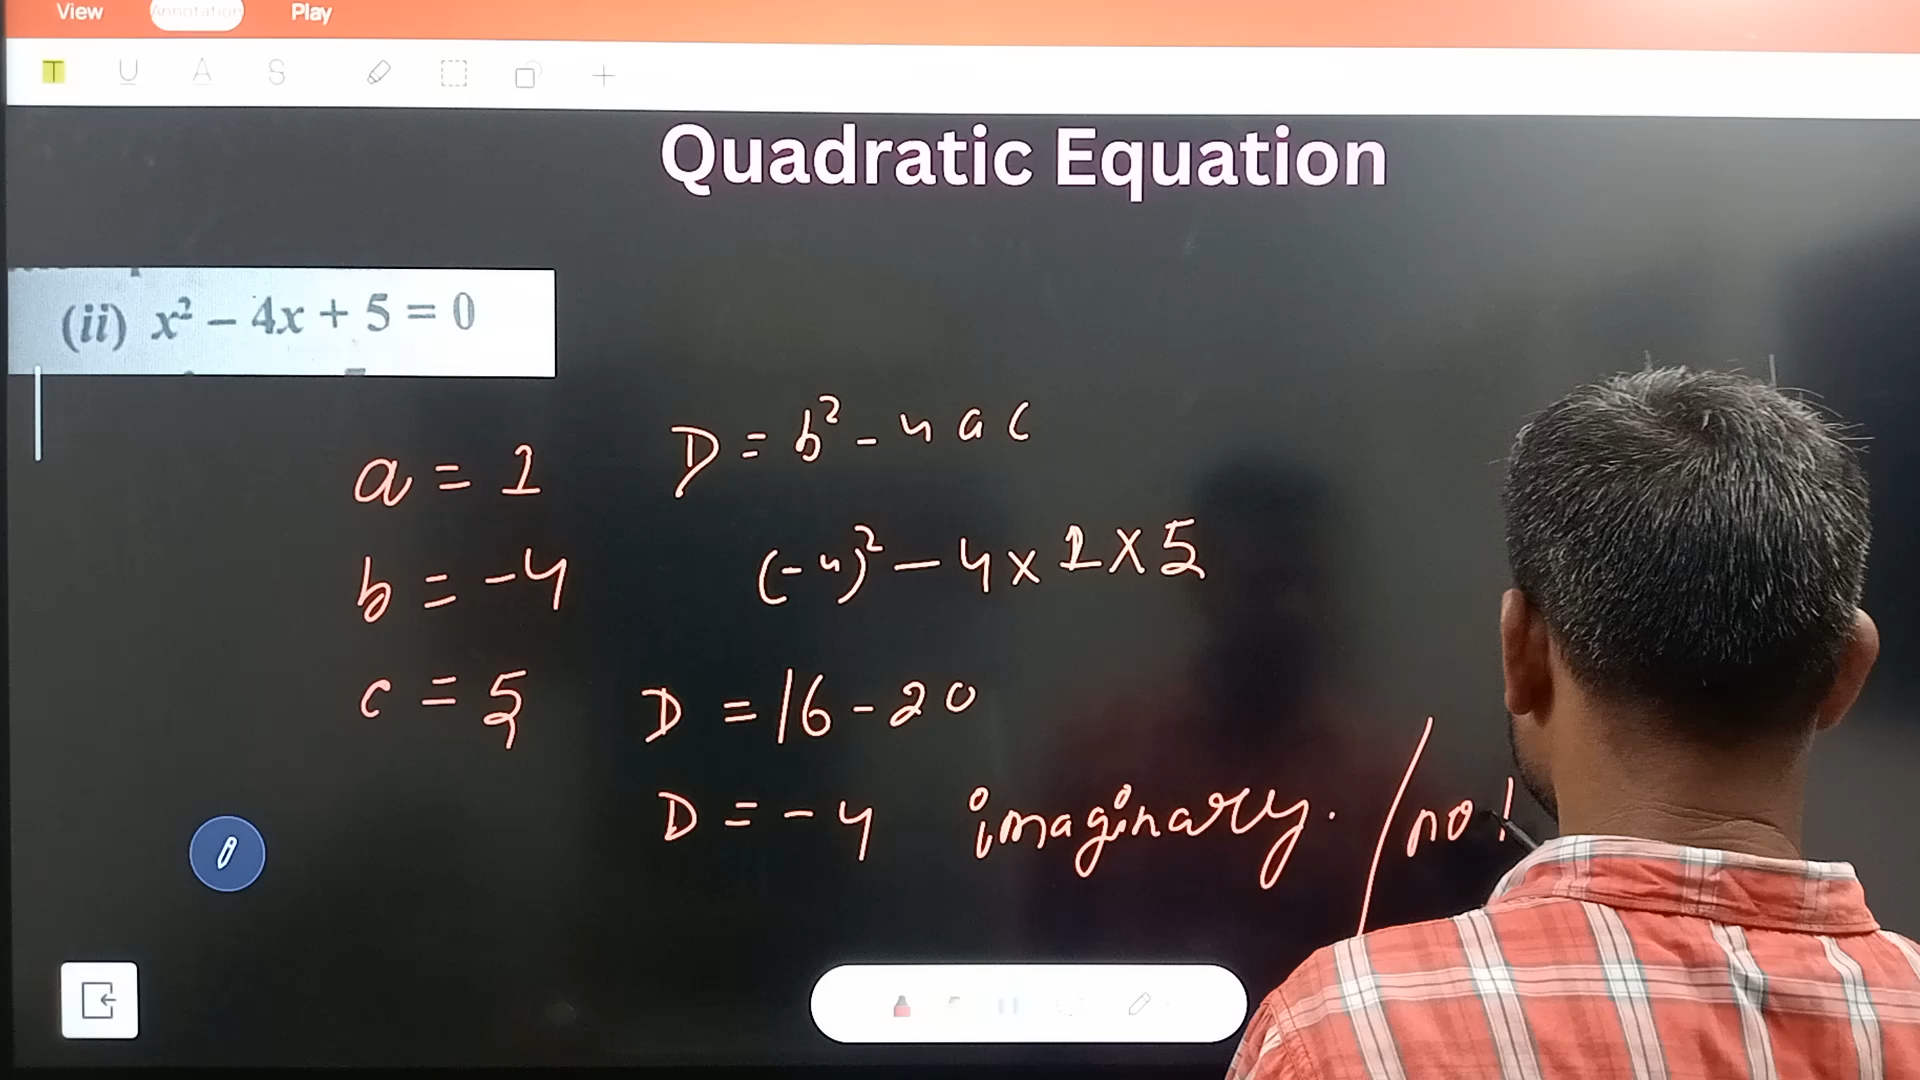 View Annotation Play
T U A S
Quadratic Equation
(ii) x² – 4x + 5 = 0
a = 1
b = -4
c = 5
D = b² - 4ac
(-4)² - 4 × 1 × 5
D = 16 - 20
D = -4 imaginary. / no